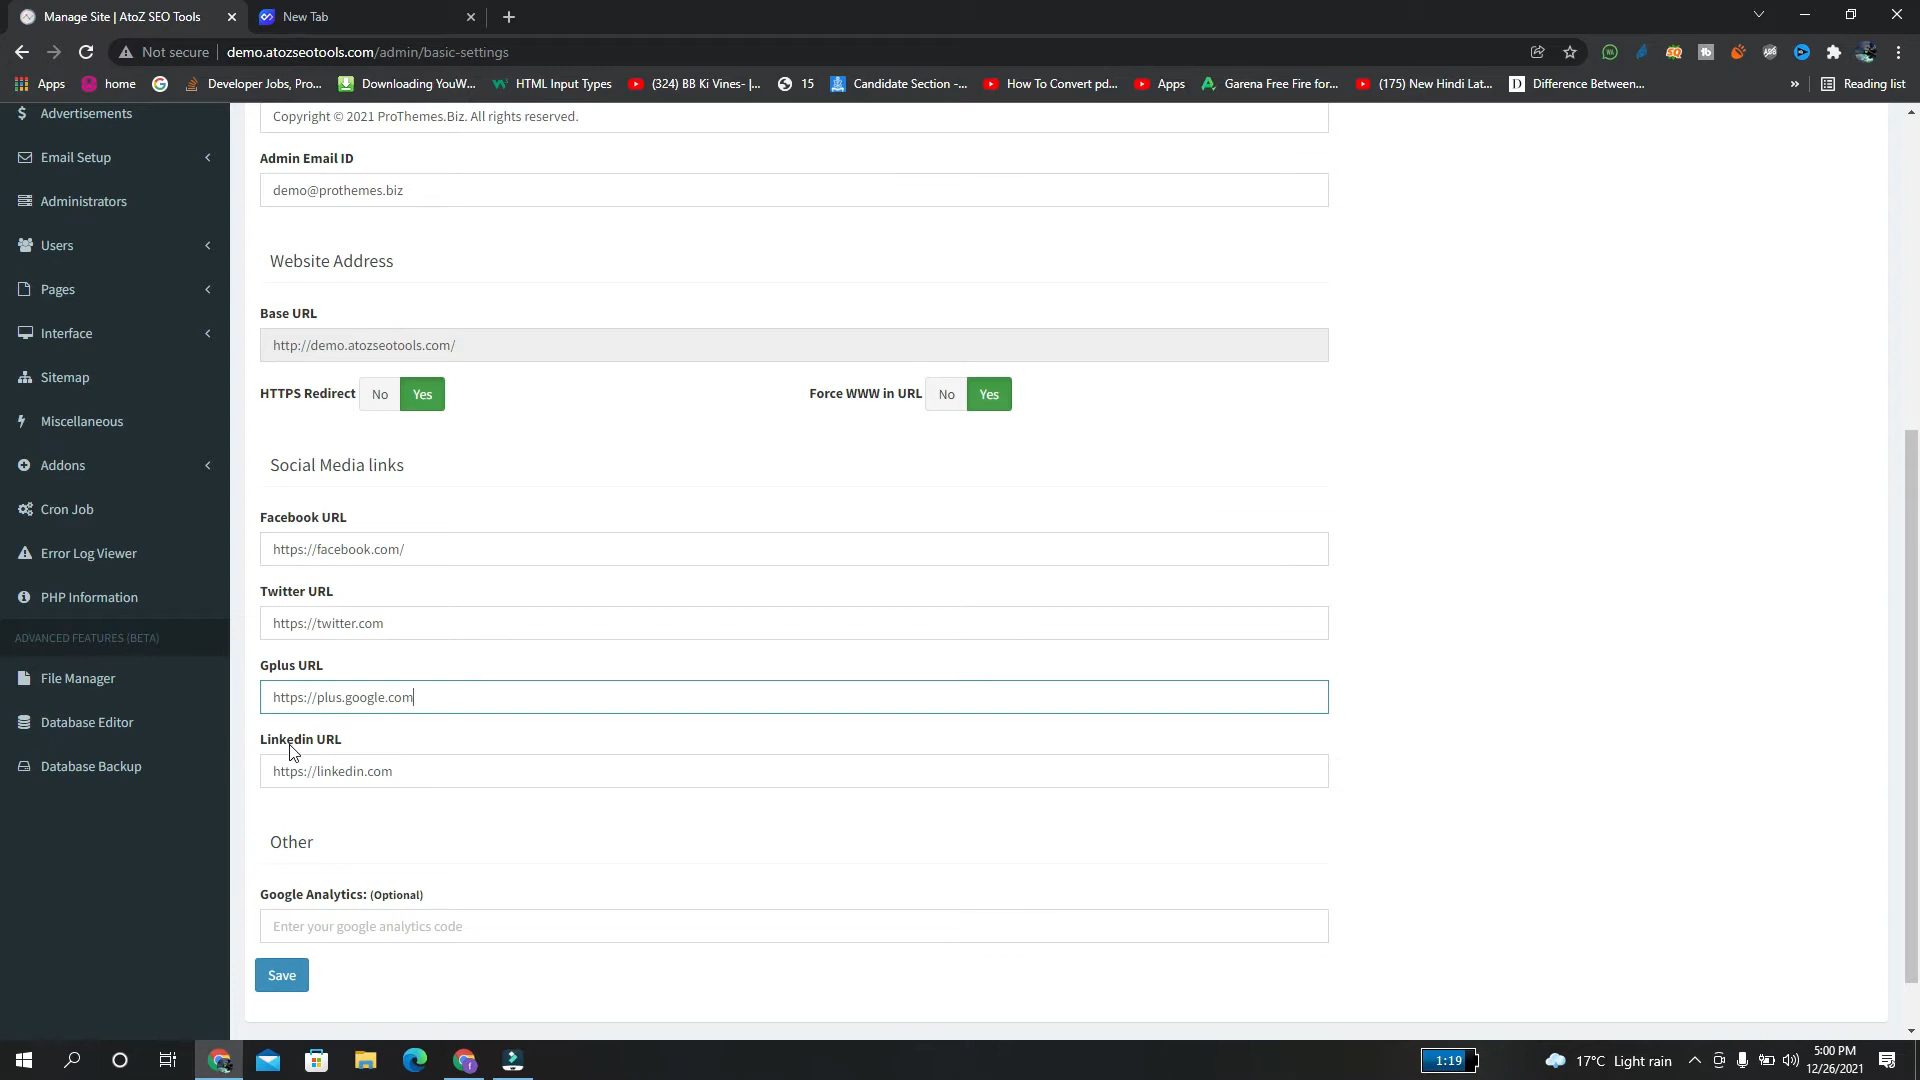 Manage Site | AtoZ SEO Tools
New Tab
Not secure
demo.atozseotools.com/admin/basic-settings
Apps
home
Developer Jobs, Pro...
Downloading YouW...
HTML Input Types
(324) BB Ki Vines- |...
15
Candidate Section -...
How To Convert pd...
Apps
Garena Free Fire for...
(175) New Hindi Lat...
Difference Between...
»
Reading list
Advertisements
Email Setup
Administrators
Users
Pages
Interface
Sitemap
Miscellaneous
Addons
Cron Job
Error Log Viewer
PHP Information
ADVANCED FEATURES (BETA)
File Manager
Database Editor
Database Backup
Copyright © 2021 ProThemes.Biz. All rights reserved.
Admin Email ID
demo@prothemes.biz
Website Address
Base URL
http://demo.atozseotools.com/
HTTPS Redirect No Yes
Force WWW in URL No Yes
Social Media links
Facebook URL
https://facebook.com/
Twitter URL
https://twitter.com
Gplus URL
https://plus.google.com
Linkedin URL
https://linkedin.com
Other
Google Analytics: (Optional)
Enter your google analytics code
Save
1:19
17°C Light rain
5:00 PM
12/26/2021